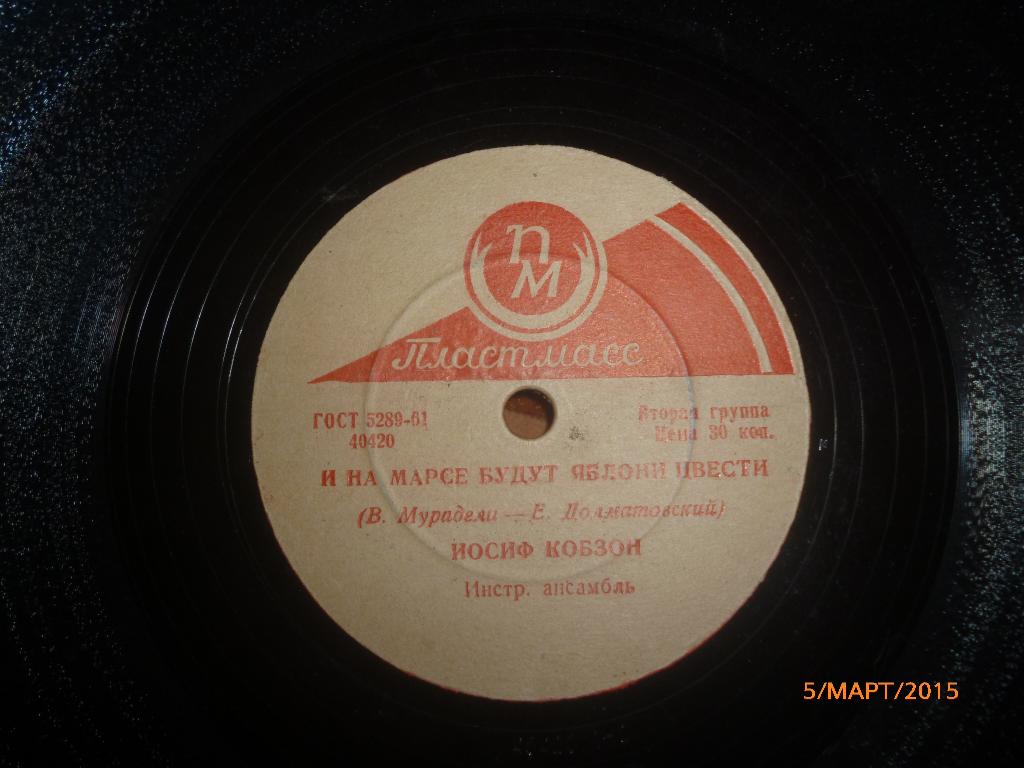 ПМ
Пластмасс
ГОСТ 5289-61
40420
Вторая группа
Цена 30 коп.
И НА МАРСЕ БУДУТ ЯБЛОНИ ЦВЕСТИ
(В. Мурадели — Е. Долматовский)
ИОСИФ КОБЗОН
Инстр. ансамбль
5/МАРТ/2015